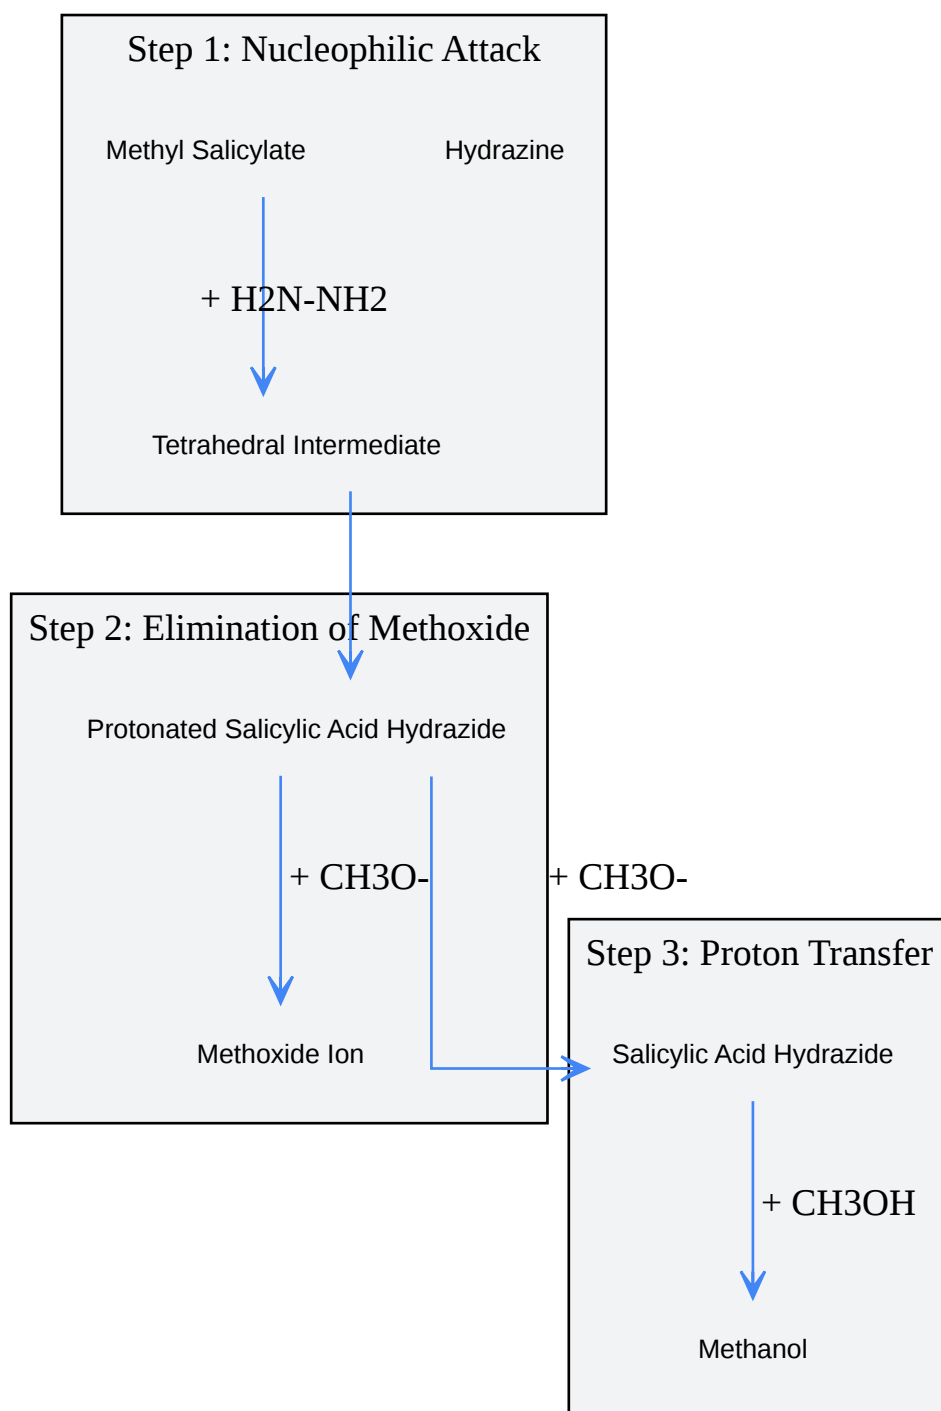 Step 1: Nucleophilic Attack
Methyl Salicylate
Hydrazine
+ H2N-NH2
Tetrahedral Intermediate
Step 2: Elimination of Methoxide
Protonated Salicylic Acid Hydrazide
+ CH3O-
+ CH3O-
Methoxide Ion
Step 3: Proton Transfer
Salicylic Acid Hydrazide
+ CH3OH
Methanol